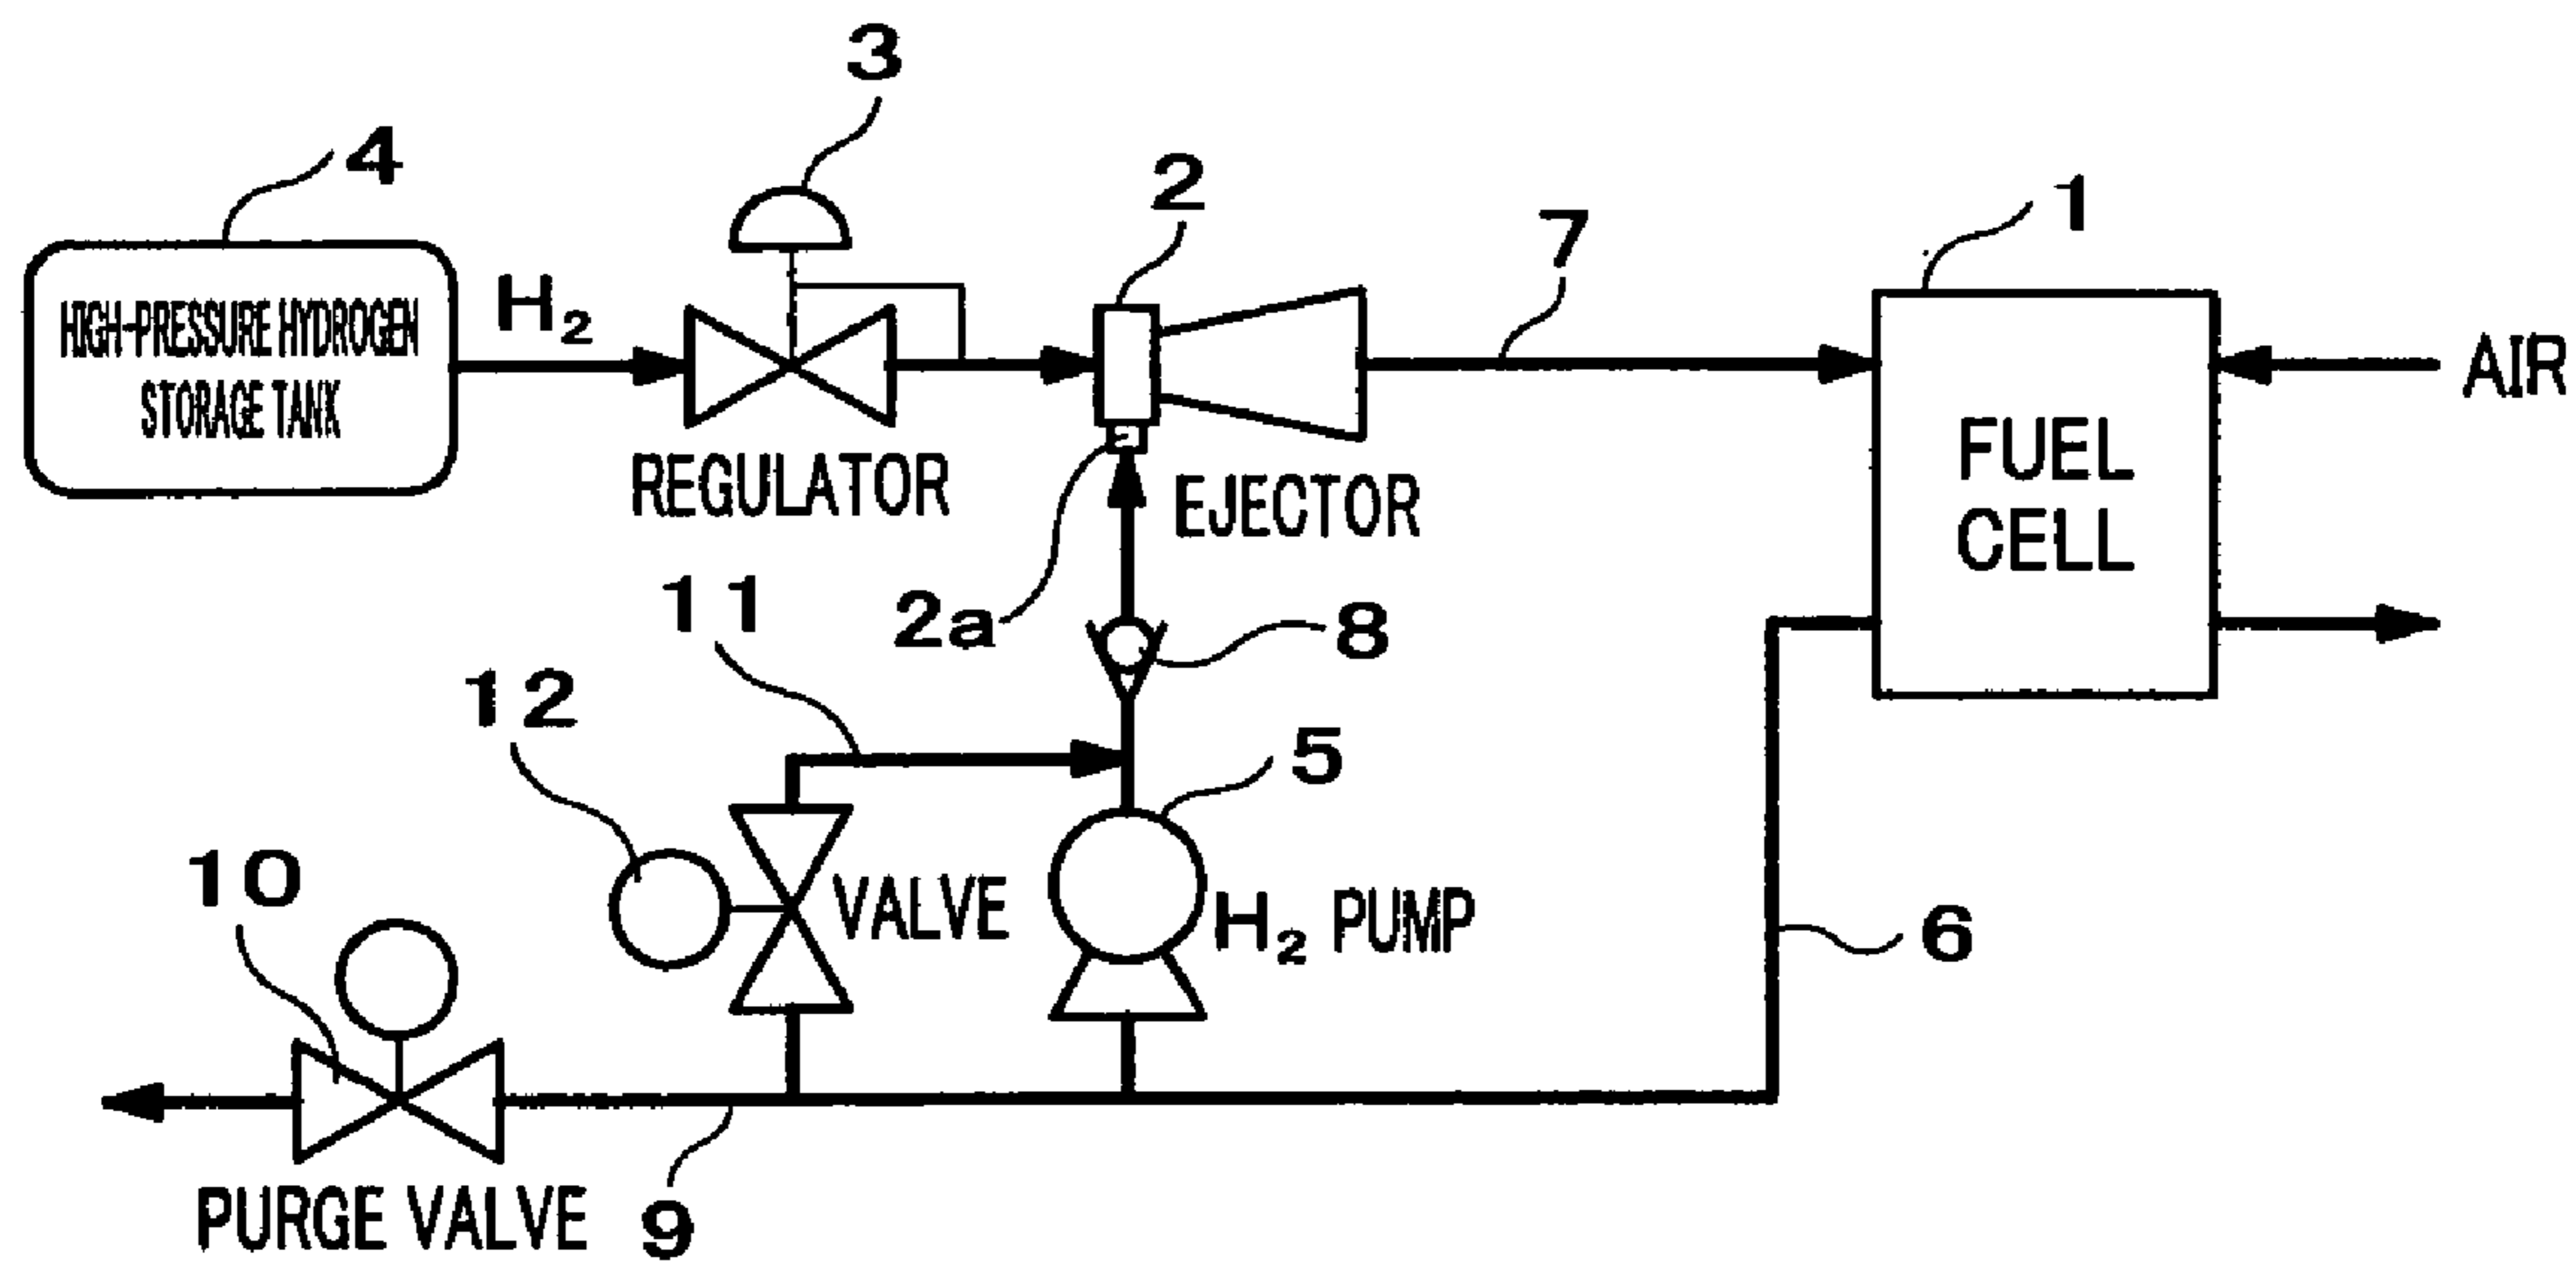 3
4
2
1
7
H₂
HIGH-PRESSURE HYDROGEN
STORAGE TANK
AIR
REGULATOR
EJECTOR
FUEL
CELL
2a
11
8
12
5
10
VALVE
H₂ PUMP
6
PURGE VALVE
9